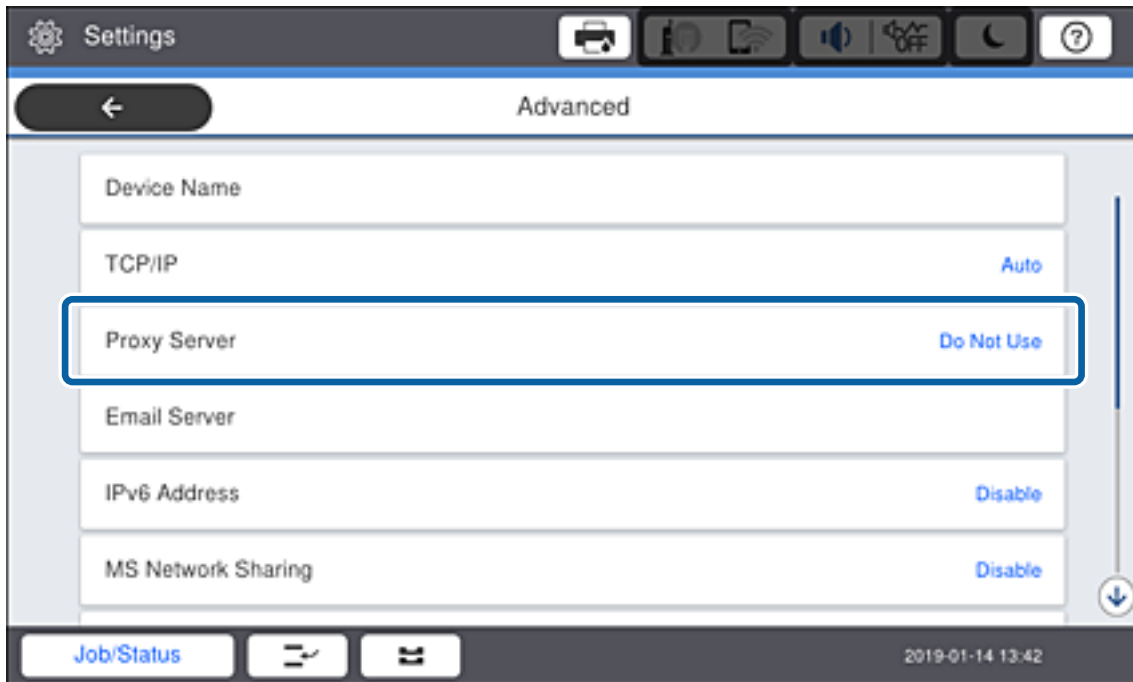 Settings
OFF
?
Advanced
Device Name
TCP/IP Auto
Proxy Server Do Not Use
Email Server
IPv6 Address Disable
MS Network Sharing Disable
Job/Status 2019-01-14 13:42